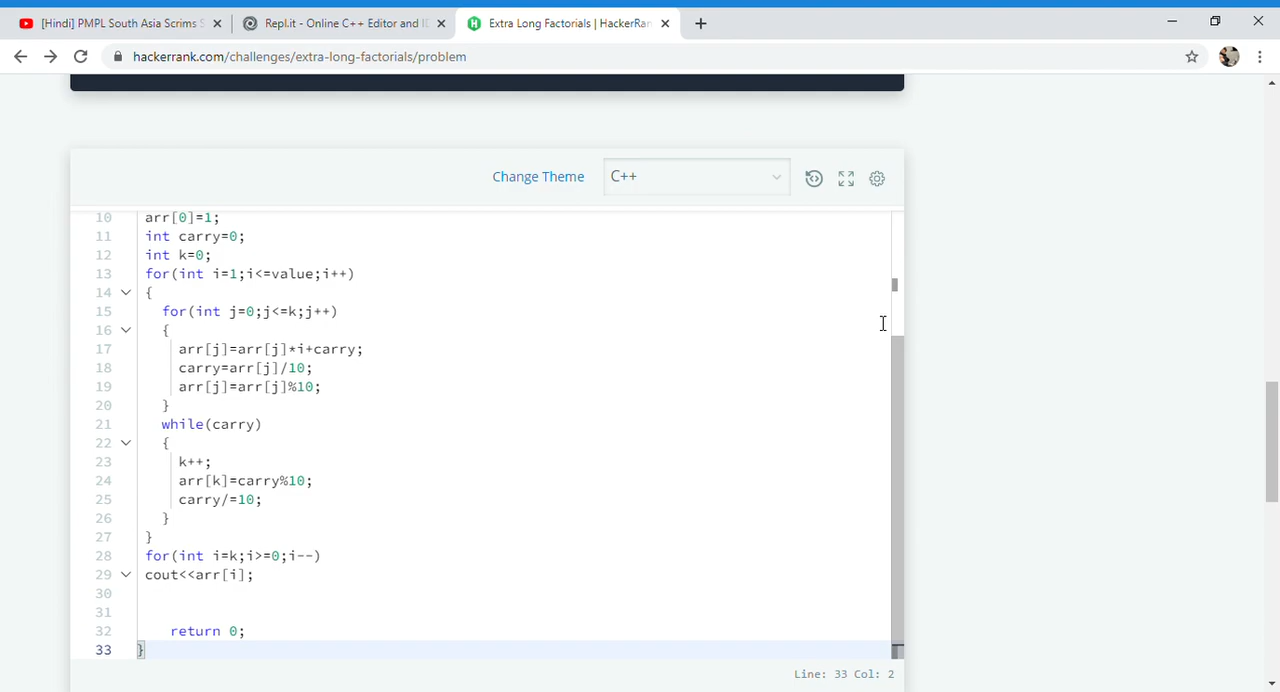 [Hindi] PMPL South Asia Scrims S
Repl.it - Online C++ Editor and ID
Extra Long Factorials | HackerRan
hackerrank.com/challenges/extra-long-factorials/problem
Change Theme
C++
10 arr[0]=1;
11 int carry=0;
12 int k=0;
13 for(int i=1;i<=value;i++)
14 {
15 for(int j=0;j<=k;j++)
16 {
17 arr[j]=arr[j]*i+carry;
18 carry=arr[j]/10;
19 arr[j]=arr[j]%10;
20 }
21 while(carry)
22 {
23 k++;
24 arr[k]=carry%10;
25 carry/=10;
26 }
27 }
28 for(int i=k;i>=0;i--)
29 cout<<arr[i];
30
31
32 return 0;
33 }
Line: 33 Col: 2